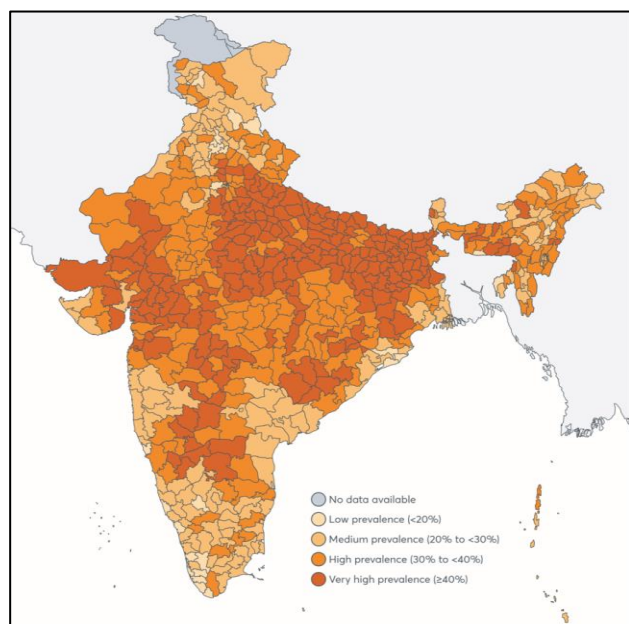 No data available
Low prevalence (<20%)
Medium prevalence (20% to <30%)
High prevalence (30% to <40%)
Very high prevalence (≥40%)